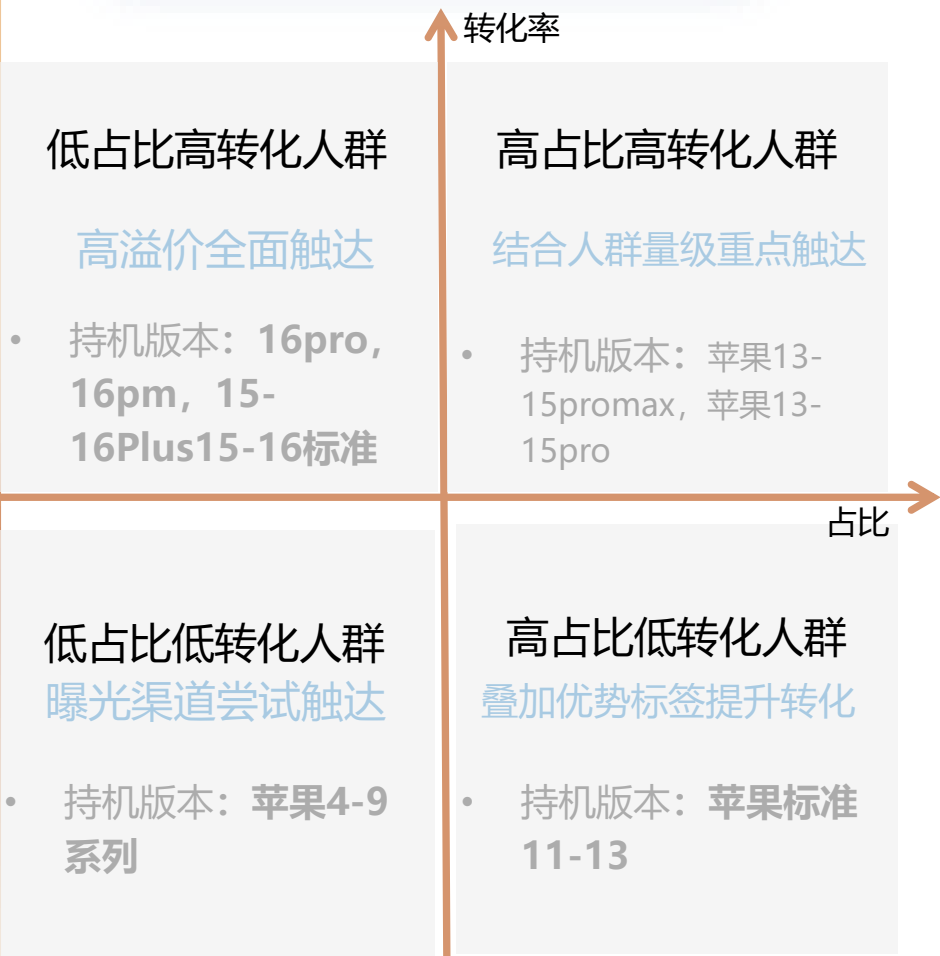 转化率
低占比高转化人群
高溢价全面触达
• 持机版本：16pro，
16pm，15-
16Plus15-16标准
高占比高转化人群
结合人群量级重点触达
• 持机版本：苹果13-
15promax，苹果13-
15pro
占比
低占比低转化人群
曝光渠道尝试触达
• 持机版本：苹果4-9
系列
高占比低转化人群
叠加优势标签提升转化
• 持机版本：苹果标准
11-13